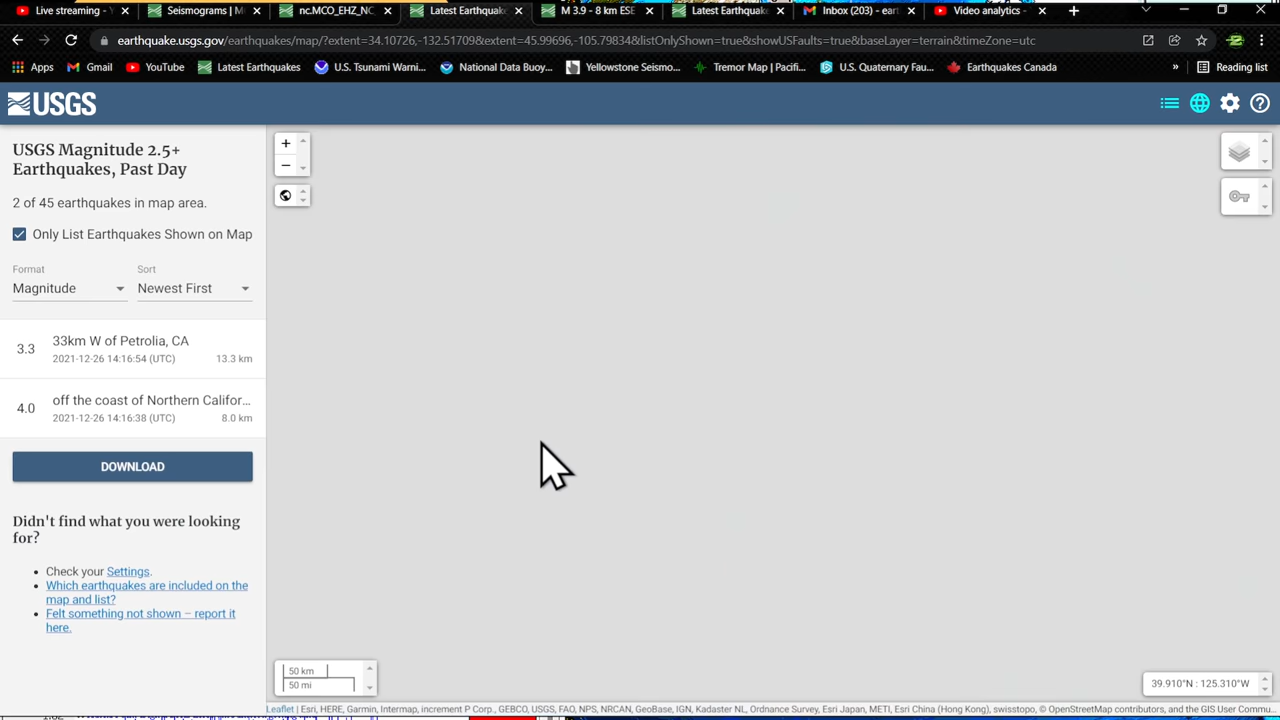 Live streaming -
Seismograms | M
nc.MCO_EHZ_NC_
Latest Earthquak
M 3.9 - 8 km ESE
Latest Earthquake
Inbox (203) - eart
Video analytics -
earthquake.usgs.gov/earthquakes/map/?extent=34.10726,-132.51709&extent=45.99696,-105.79834&listOnlyShown=true&showUSFaults=true&baseLayer=terrain&timeZone=utc
Apps
Gmail
YouTube
Latest Earthquakes
U.S. Tsunami Warni...
National Data Buoy...
Yellowstone Seismo...
Tremor Map | Pacifi...
U.S. Quaternary Fau...
Earthquakes Canada
»
Reading list
USGS
USGS Magnitude 2.5+
Earthquakes, Past Day
2 of 45 earthquakes in map area.
Only List Earthquakes Shown on Map
Format
Sort
Magnitude
Newest First
3.3
33km W of Petrolia, CA
2021-12-26 14:16:54 (UTC)
13.3 km
4.0
off the coast of Northern Califor...
2021-12-26 14:16:38 (UTC)
8.0 km
DOWNLOAD
Didn't find what you were looking
for?
Check your Settings.
Which earthquakes are included on the
map and list?
Felt something not shown – report it
here.
+
−
50 km
50 mi
39.910°N : 125.310°W
Leaflet | Esri, HERE, Garmin, Intermap, increment P Corp., GEBCO, USGS, FAO, NPS, NRCAN, GeoBase, IGN, Kadaster NL, Ordnance Survey, Esri Japan, METI, Esri China (Hong Kong), swisstopo, © OpenStreetMap contributors, and the GIS User Commu...